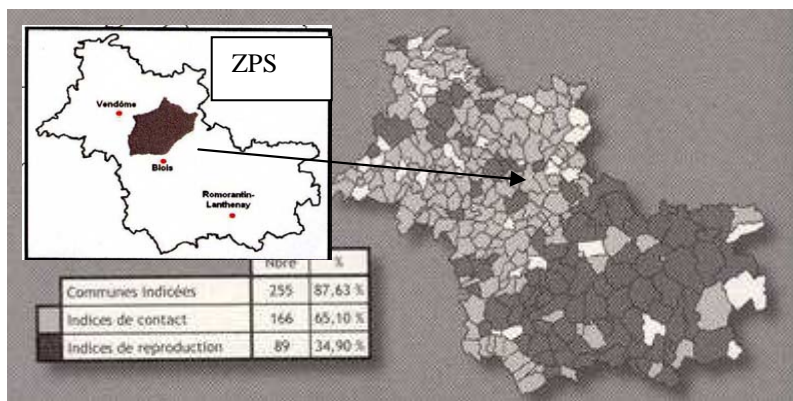 ZPS
Vendôme
Blois
Romorantin-
Lanthenay
Nbre %
Communes indicées 255 87,63 %
Indices de contact 166 65,10 %
Indices de reproduction 89 34,90 %